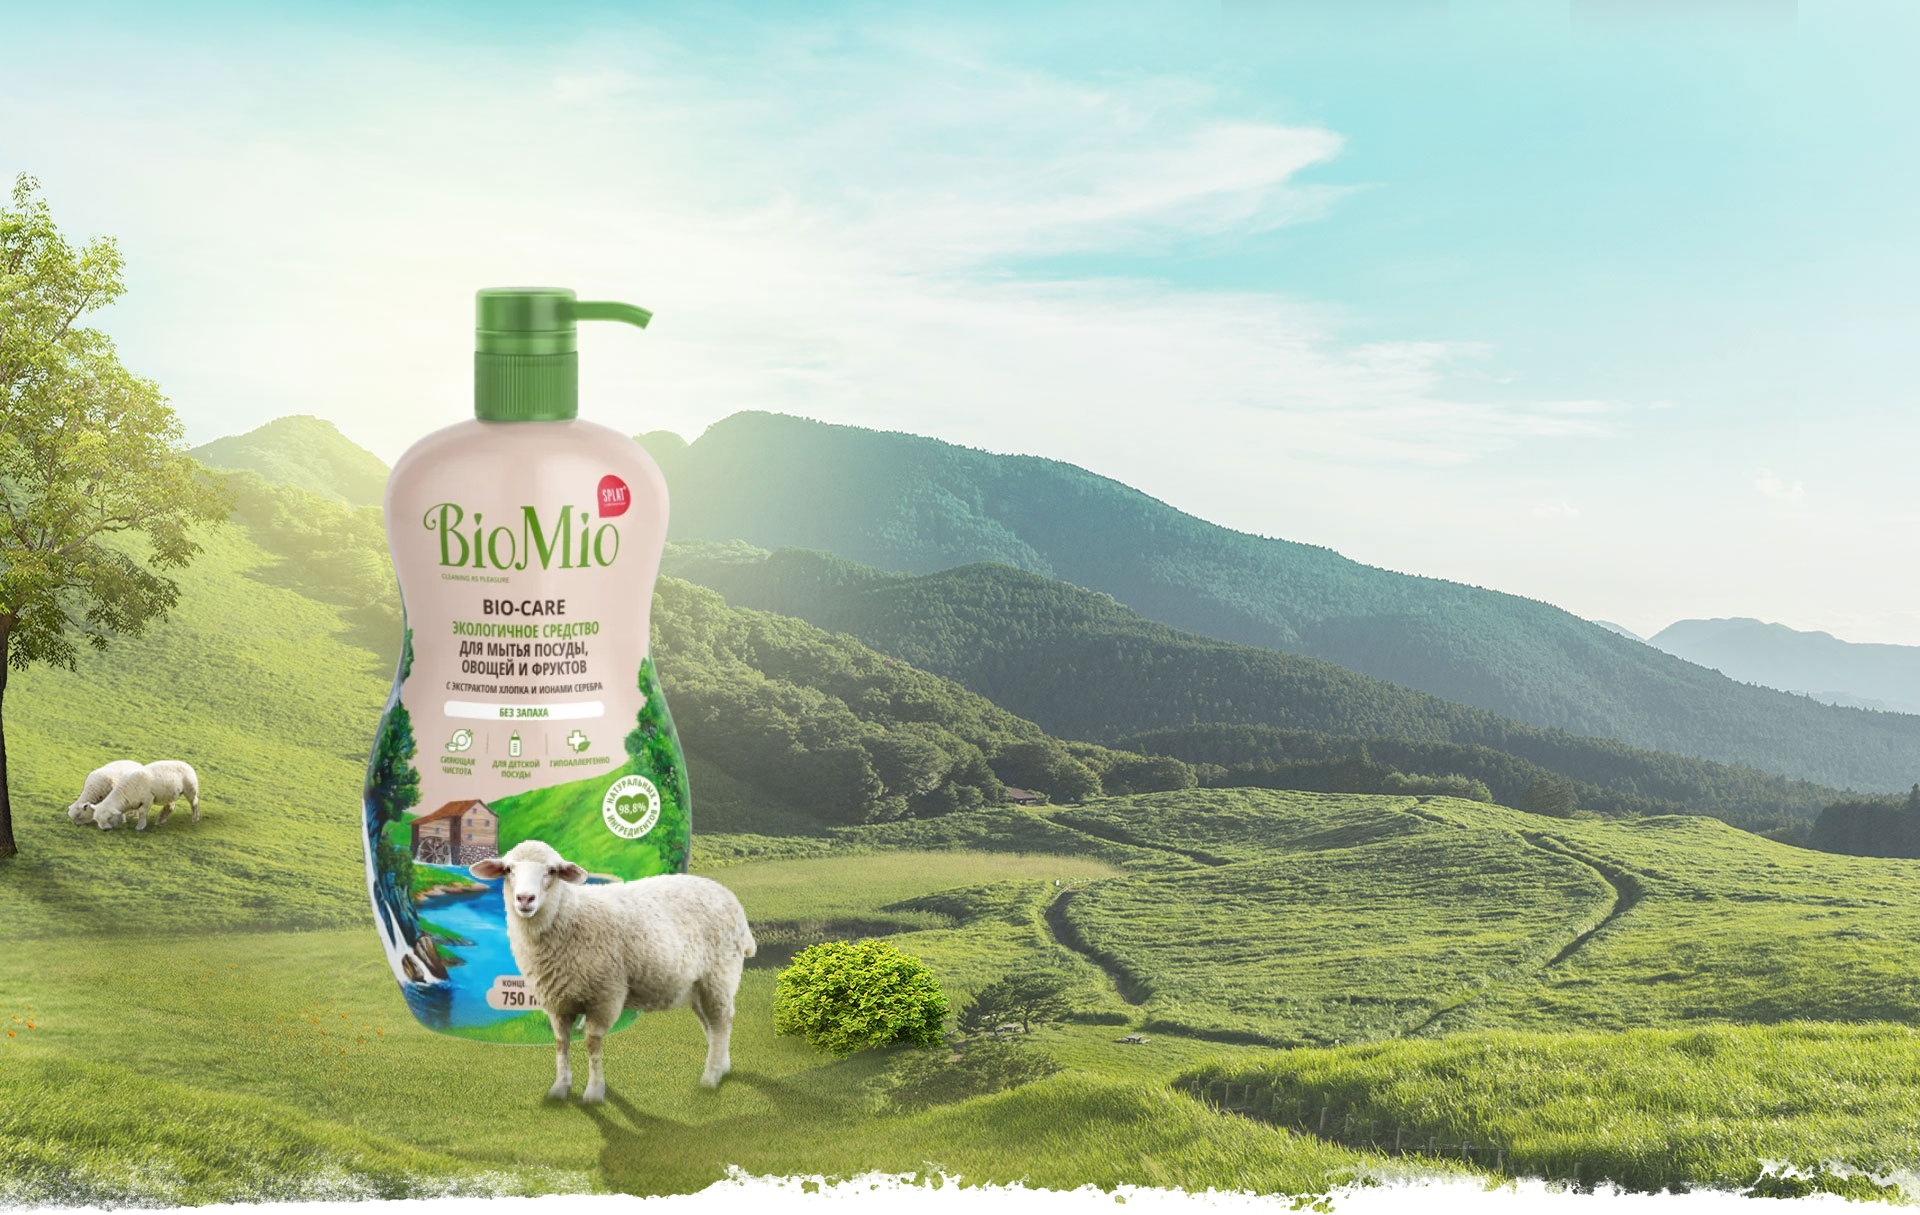 SPLAT
BioMio
CLEANING AS PLEASURE
BIO-CARE
ЭКОЛОГИЧНОЕ СРЕДСТВО
ДЛЯ МЫТЬЯ ПОСУДЫ,
ОВОЩЕЙ И ФРУКТОВ
С ЭКСТРАКТОМ ХЛОПКА И ИОНАМИ СЕРЕБРА
БЕЗ ЗАПАХА
СИЯЮЩАЯ
ЧИСТОТА
ДЛЯ ДЕТСКОЙ
ПОСУДЫ
ГИПОАЛЛЕРГЕННО
НАТУРАЛЬНЫХ
98,8%
ИНГРЕДИЕНТОВ
750